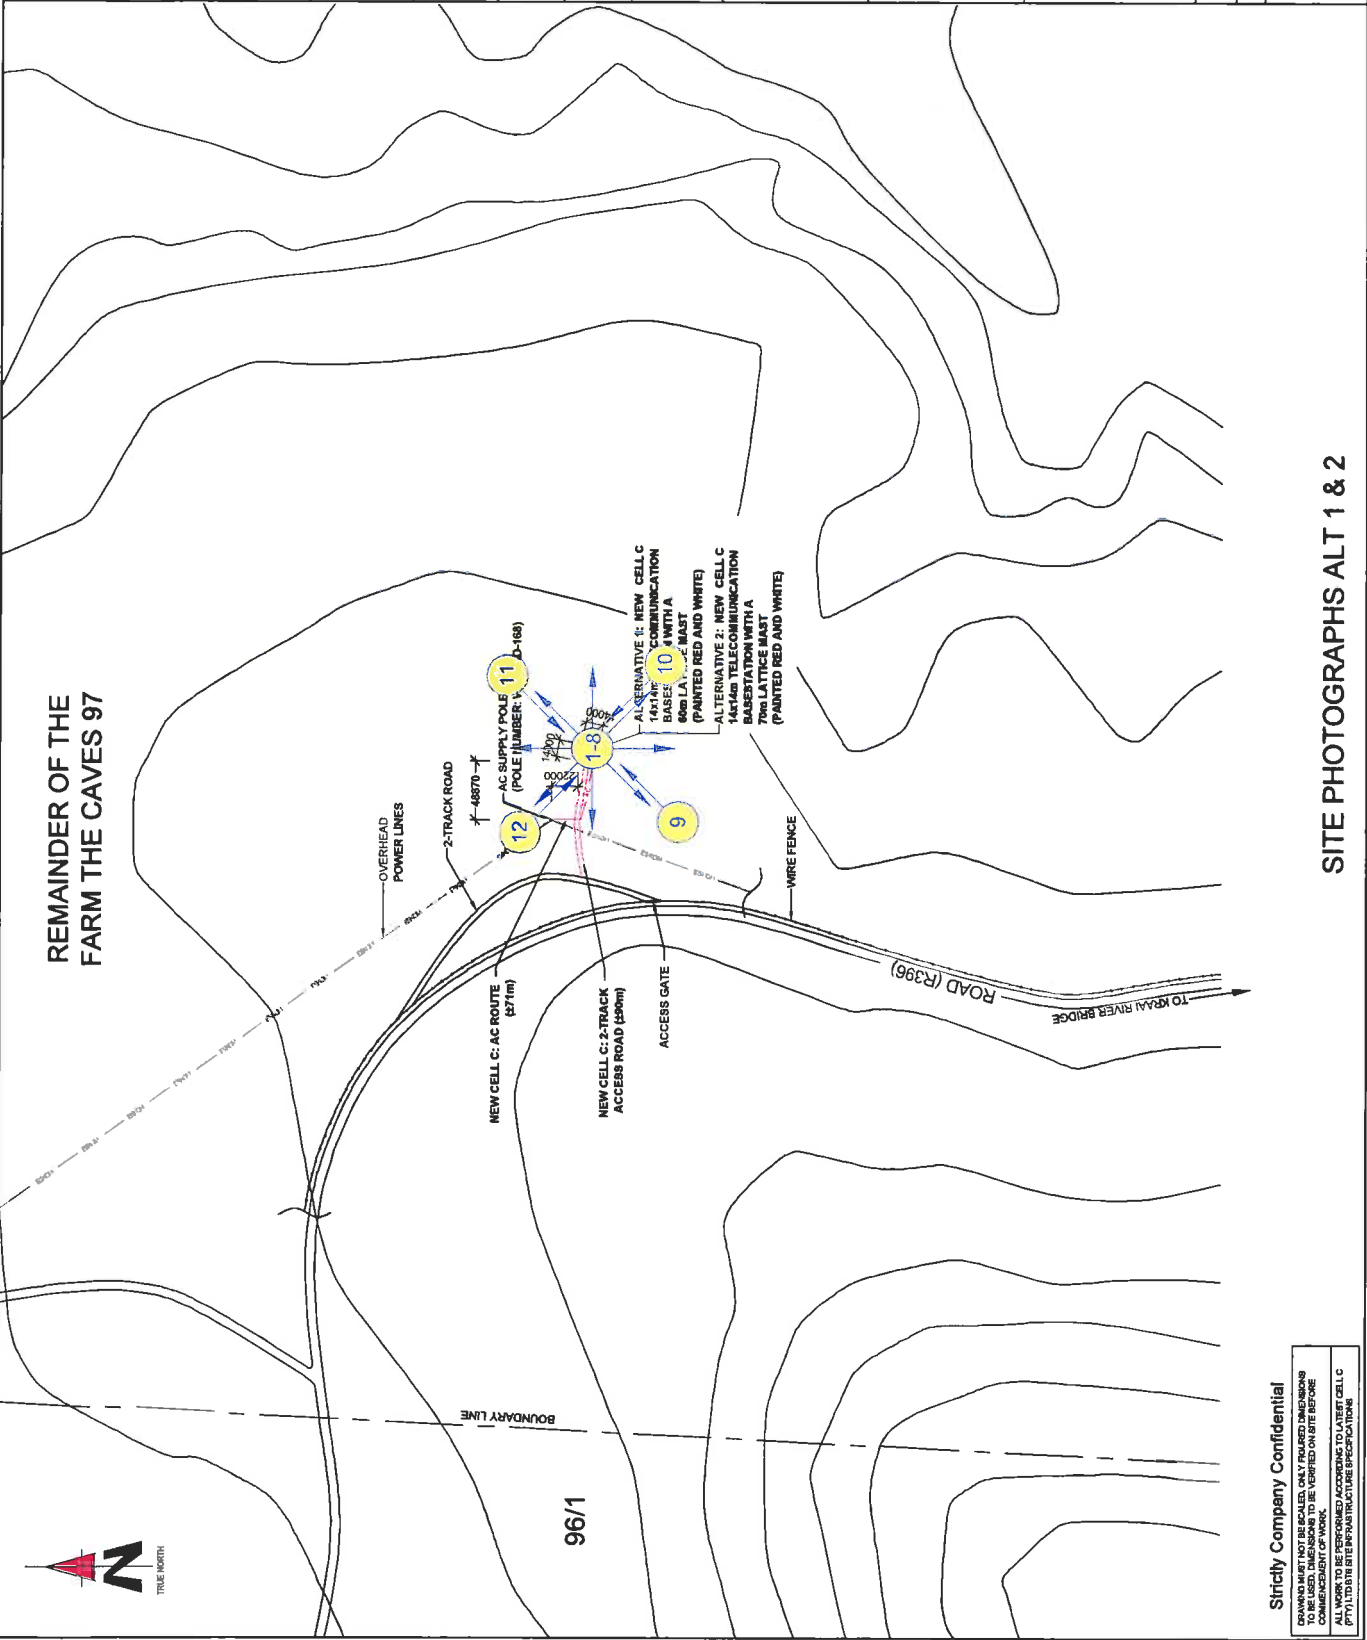 REMAINDER OF THE
FARM THE CAVES 97
OVERHEAD
POWER LINES
2-TRACK ROAD
48870
AC SUPPLY POLE
(POLE NUMBER: D-168)
11
12
14000
22000
4000
1-8
10
9
ALTERNATIVE 1: NEW CELL C
14x14m COMMUNICATION
WITH A
60m MAST
(PAINTED RED AND WHITE)
ALTERNATIVE 2: NEW CELL C
14x14m TELECOMMUNICATION
BASESTATION WITH A
70m LATTICE MAST
(PAINTED RED AND WHITE)
WIRE FENCE
NEW CELL C: AC ROUTE
(±71m)
NEW CELL C: 2-TRACK
ACCESS ROAD (±90m)
ACCESS GATE
ROAD (R396)
TO KRAAI RIVER BRIDGE
BOUNDARY LINE
96/1
N
TRUE NORTH
SITE PHOTOGRAPHS ALT 1 & 2
Strictly Company Confidential
DRAWING MUST NOT BE SCALED, ONLY FIGURED DIMENSIONS
TO BE USED. DIMENSIONS TO BE VERIFIED ON SITE BEFORE
COMMENCEMENT OF WORK.
ALL WORK TO BE PERFORMED ACCORDING TO LATEST CELL C
(PTY) LTD BTS SITE INFRASTRUCTURE SPECIFICATIONS